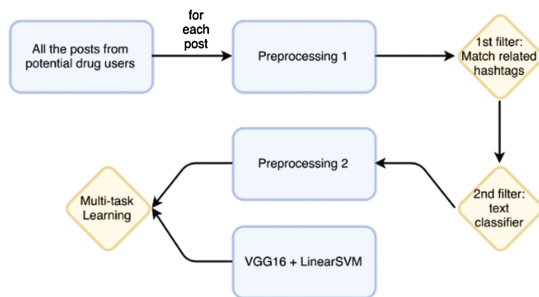 for
each
post
All the posts from
potential drug users
Preprocessing 1
1st filter:
Match related
hashtags
Preprocessing 2
2nd filter:
text
classifier
Multi-task
Learning
VGG16 + LinearSVM